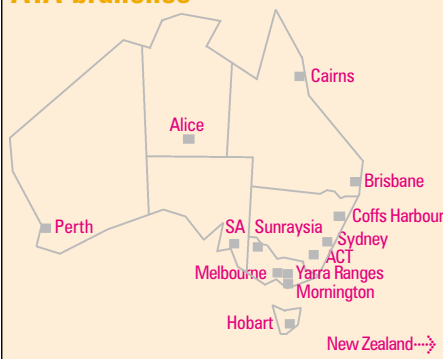 Cairns
Alice
Brisbane
Coffs Harbour
Perth
SA Sunraysia
Sydney
ACT
Melbourne Yarra Ranges
Mornington
Hobart
New Zealand